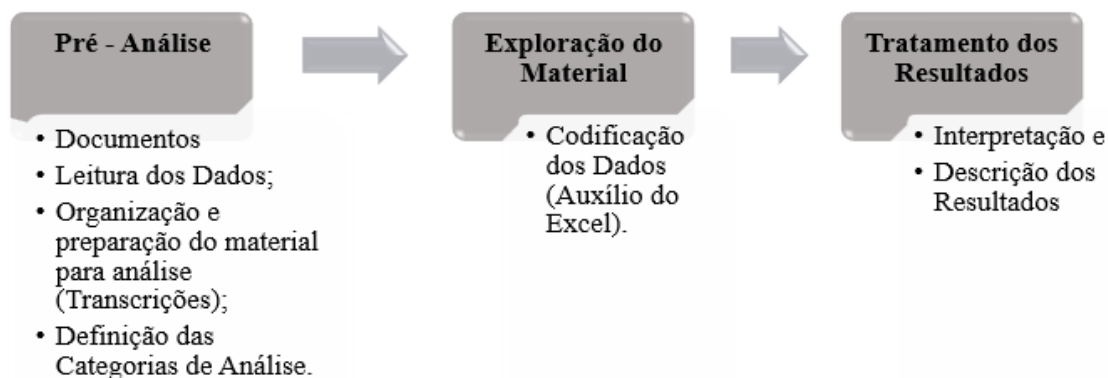 Pré - Análise
• Documentos
• Leitura dos Dados;
• Organização e
preparação do material
para análise
(Transcrições);
• Definição das
Categorias de Análise.
Exploração do
Material
• Codificação
dos Dados
(Auxílio do
Excel).
Tratamento dos
Resultados
• Interpretação e
• Descrição dos
Resultados